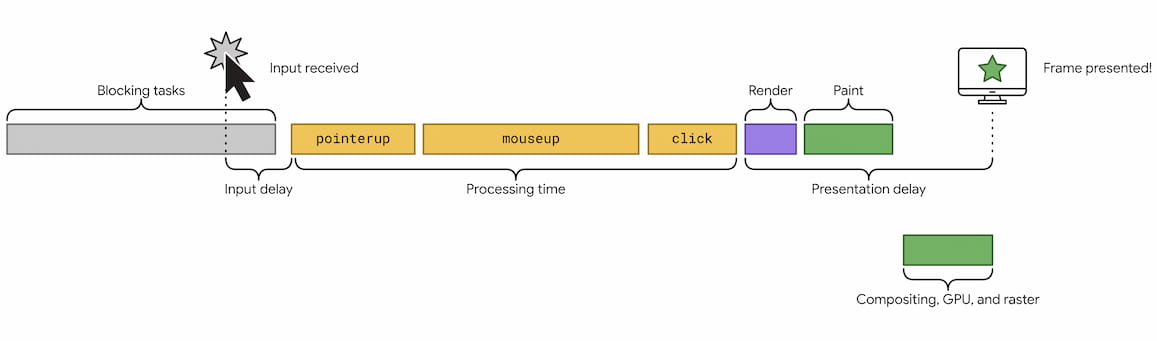 Input received
Frame presented!
Blocking tasks
Render
Paint
pointerup
mouseup
click
Input delay
Processing time
Presentation delay
Compositing, GPU, and raster